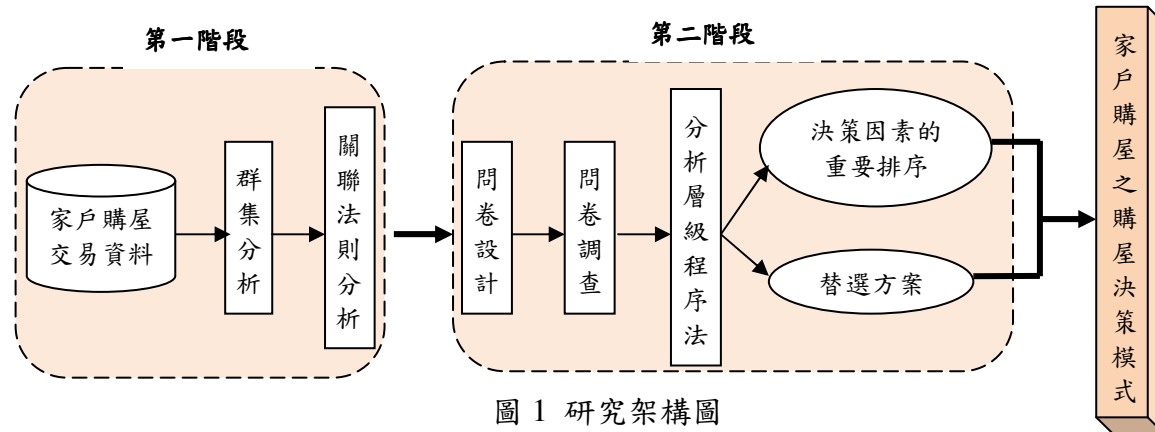 第一階段
家戶購屋
交易資料
群集分析
關聯法則分析
第二階段
問卷設計
問卷調查
分析層級程序法
決策因素的
重要排序
替選方案
家戶購屋之購屋決策模式
圖 1 研究架構圖